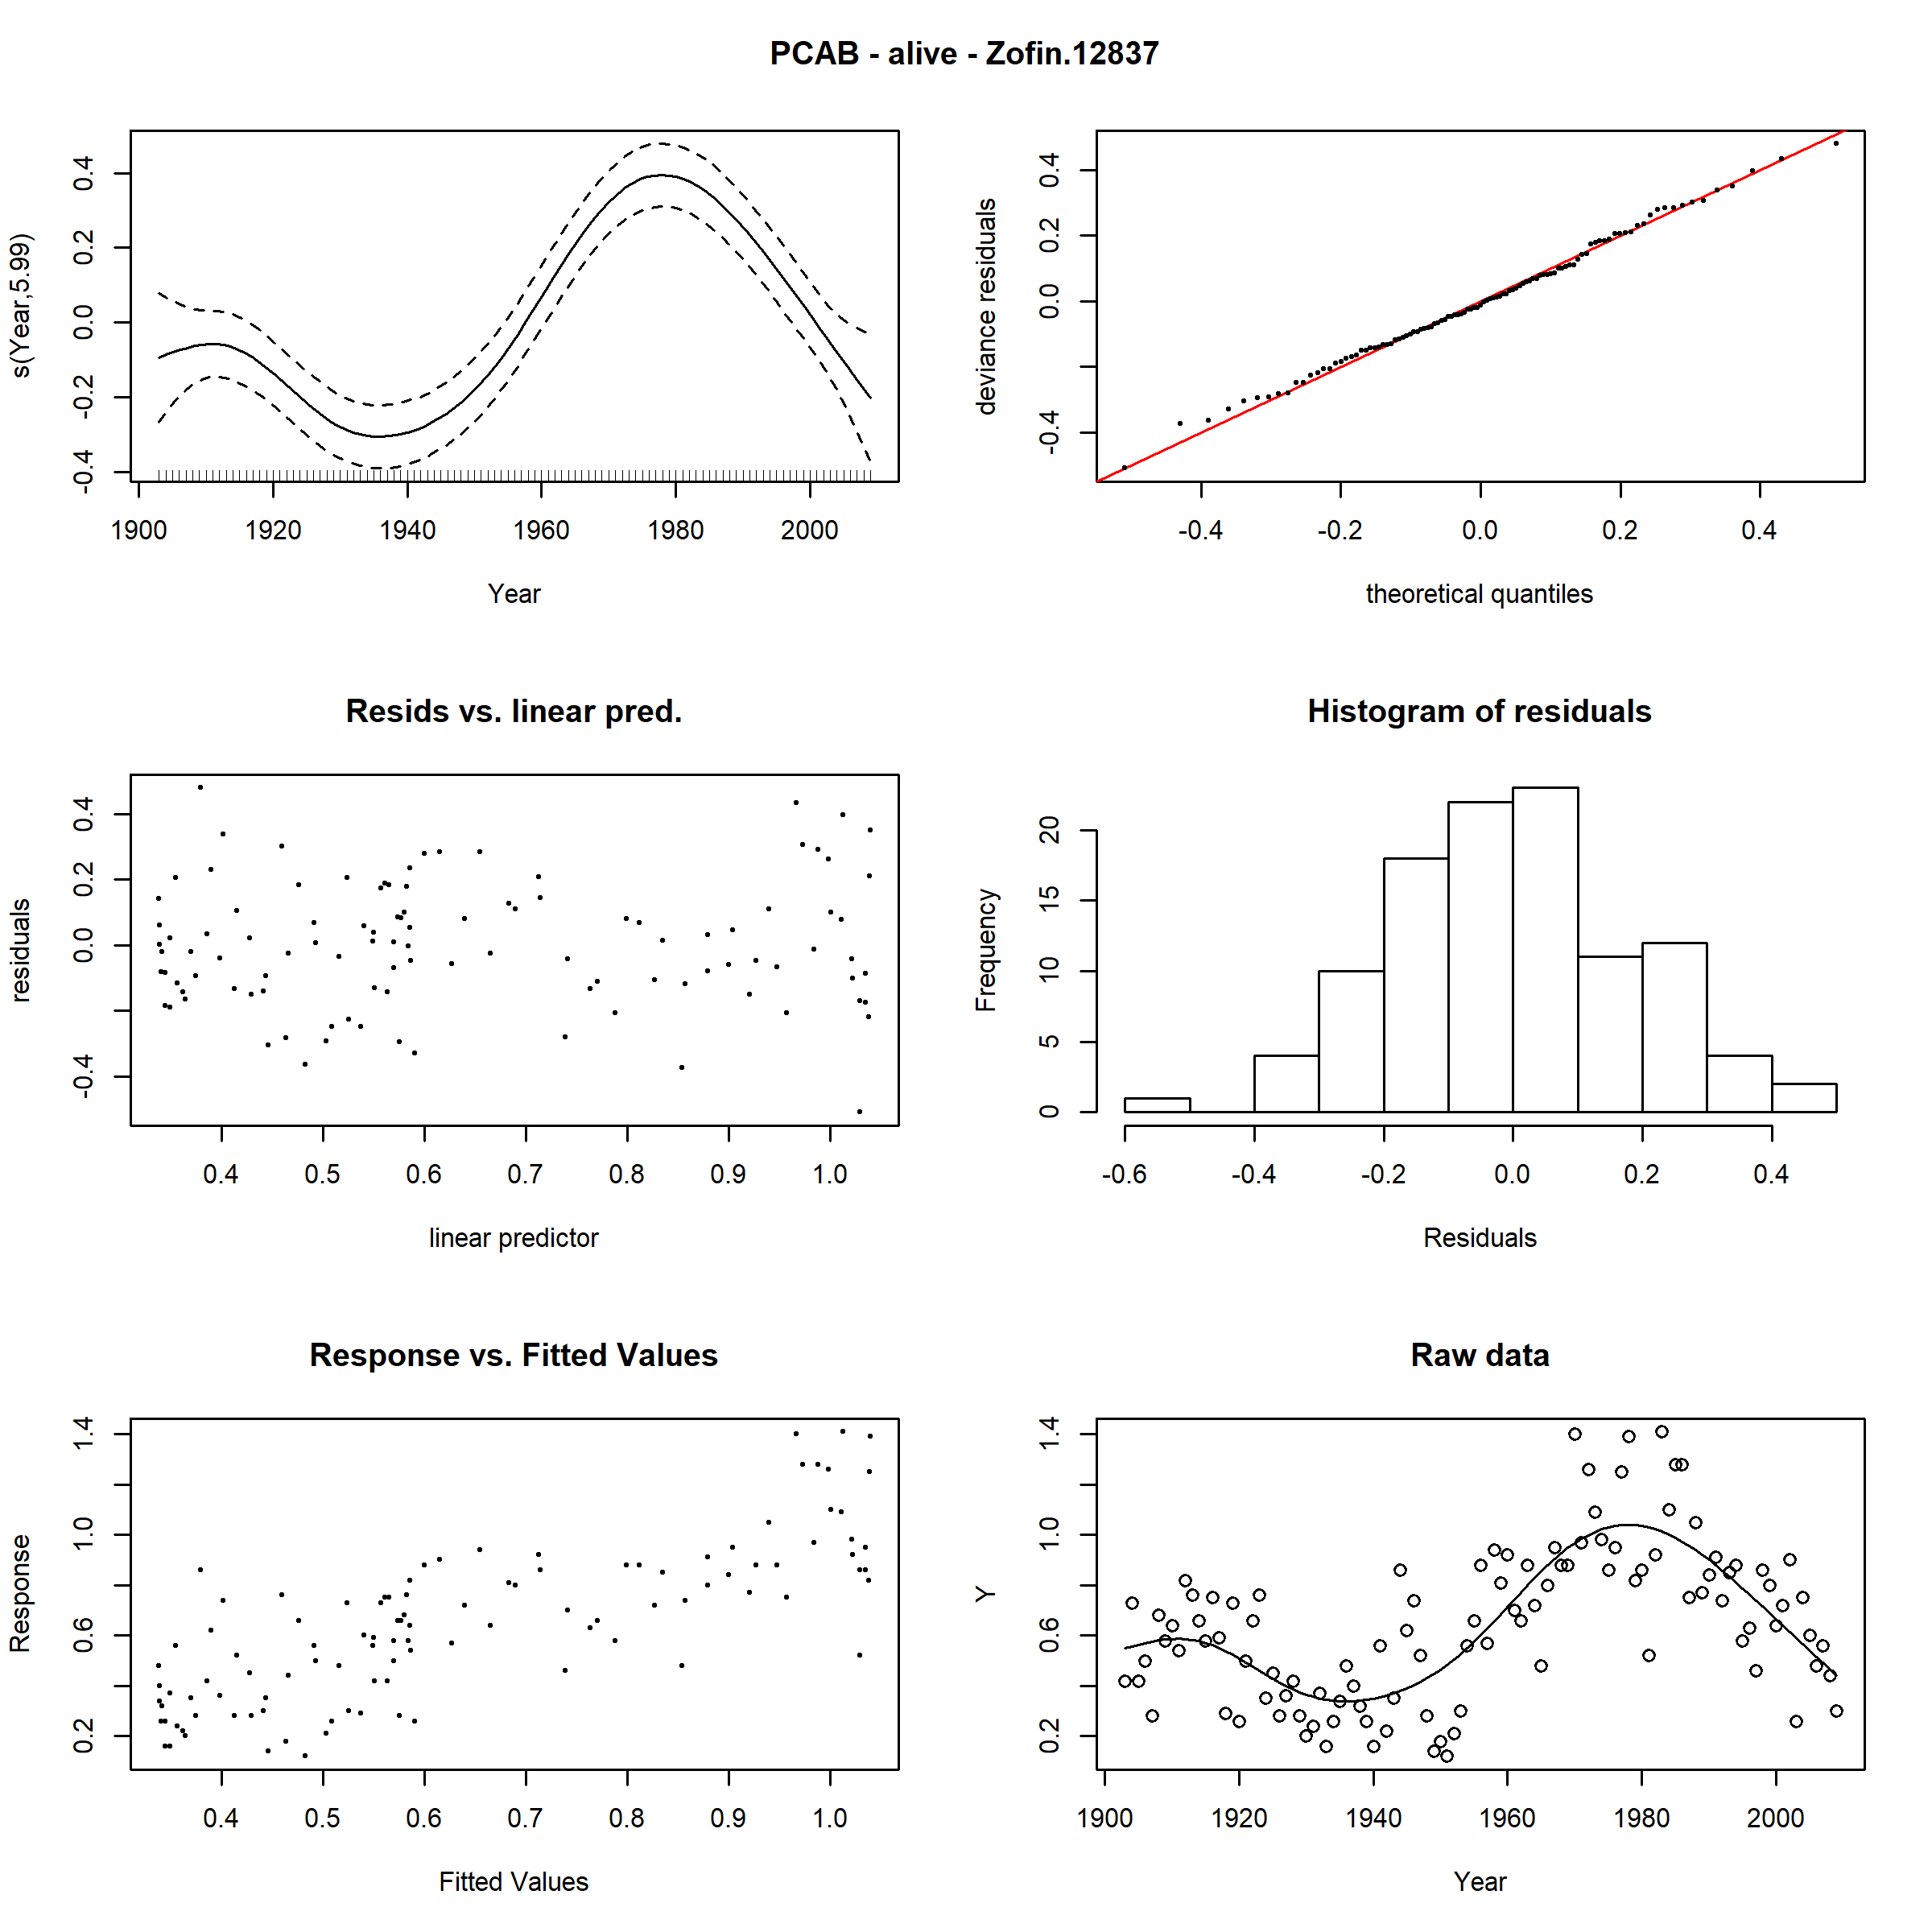 PCAB - alive - Zofin.12837
s(Year,5.99)
-0.4 -0.2 0.0 0.2 0.4
1900 1920 1940 1960 1980 2000
Year
deviance residuals
-0.4 0.0 0.2 0.4
-0.4 -0.2 0.0 0.2 0.4
theoretical quantiles
Resids vs. linear pred.
residuals
-0.4 0.0 0.2 0.4
0.4 0.5 0.6 0.7 0.8 0.9 1.0
linear predictor
Histogram of residuals
Frequency
0 5 10 15 20
-0.6 -0.4 -0.2 0.0 0.2 0.4
Residuals
Response vs. Fitted Values
Response
0.2 0.6 1.0 1.4
0.4 0.5 0.6 0.7 0.8 0.9 1.0
Fitted Values
Raw data
Y
0.2 0.6 1.0 1.4
1900 1920 1940 1960 1980 2000
Year